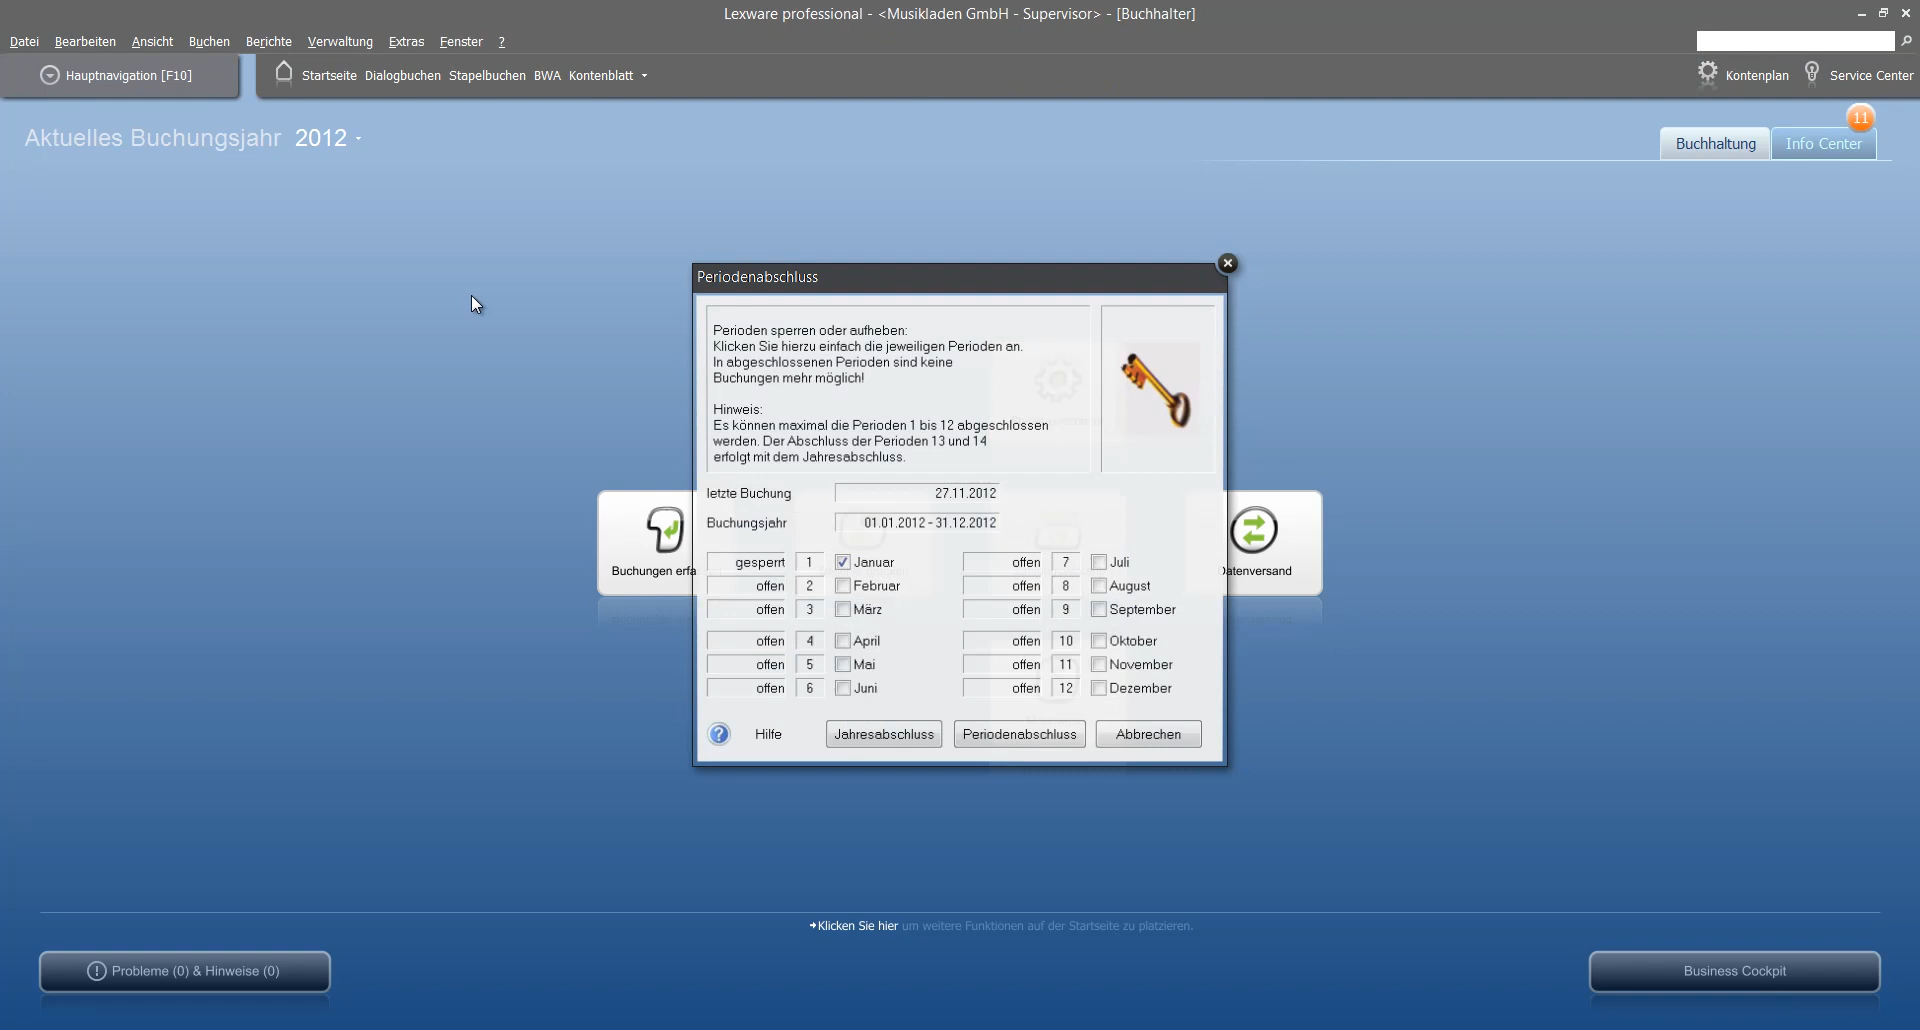 Lexware professional - <Musikladen GmbH - Supervisor> - [Buchhalter]
Datei Bearbeiten Ansicht Buchen Berichte Verwaltung Extras Fenster ?
Hauptnavigation [F10]
Startseite Dialogbuchen Stapelbuchen BWA Kontenblatt
Kontenplan Service Center
Aktuelles Buchungsjahr 2012
11
Buchhaltung Info Center
Periodenabschluss
Perioden sperren oder aufheben:
Klicken Sie hierzu einfach die jeweiligen Perioden an.
In abgeschlossenen Perioden sind keine
Buchungen mehr möglich!
Hinweis:
Es können maximal die Perioden 1 bis 12 abgeschlossen
werden. Der Abschluss der Perioden 13 und 14
erfolgt mit dem Jahresabschluss.
letzte Buchung 27.11.2012
Buchungsjahr 01.01.2012 - 31.12.2012
Buchungen erfa
Datenversand
gesperrt 1 Januar offen 7 Juli
offen 2 Februar offen 8 August
offen 3 März offen 9 September
offen 4 April offen 10 Oktober
offen 5 Mai offen 11 November
offen 6 Juni offen 12 Dezember
? Hilfe Jahresabschluss Periodenabschluss Abbrechen
Klicken Sie hier um weitere Funktionen auf der Startseite zu platzieren.
! Probleme (0) & Hinweise (0)
Business Cockpit